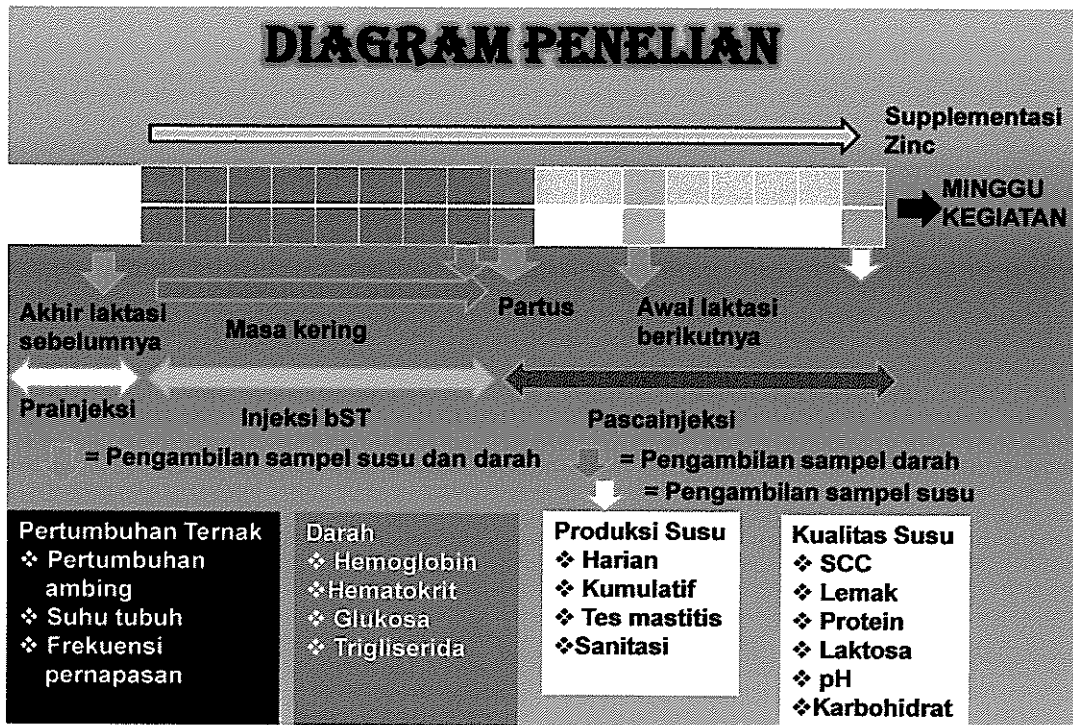 DIAGRAM PENELIAN
Supplementasi
Zinc
MINGGU
KEGIATAN
Akhir laktasi
sebelumnya
Masa kering
Partus
Awal laktasi
berikutnya
Prainjeksi
Injeksi bST
Pascainjeksi
= Pengambilan sampel susu dan darah
= Pengambilan sampel darah
= Pengambilan sampel susu
Pertumbuhan Ternak
❖ Pertumbuhan
ambing
❖ Suhu tubuh
❖ Frekuensi
pernapasan
Darah
❖ Hemoglobin
❖Hematokrit
❖ Glukosa
❖ Trigliserida
Produksi Susu
❖ Harian
❖ Kumulatif
❖ Tes mastitis
❖Sanitasi
Kualitas Susu
❖ SCC
❖ Lemak
❖ Protein
❖ Laktosa
❖ pH
❖Karbohidrat